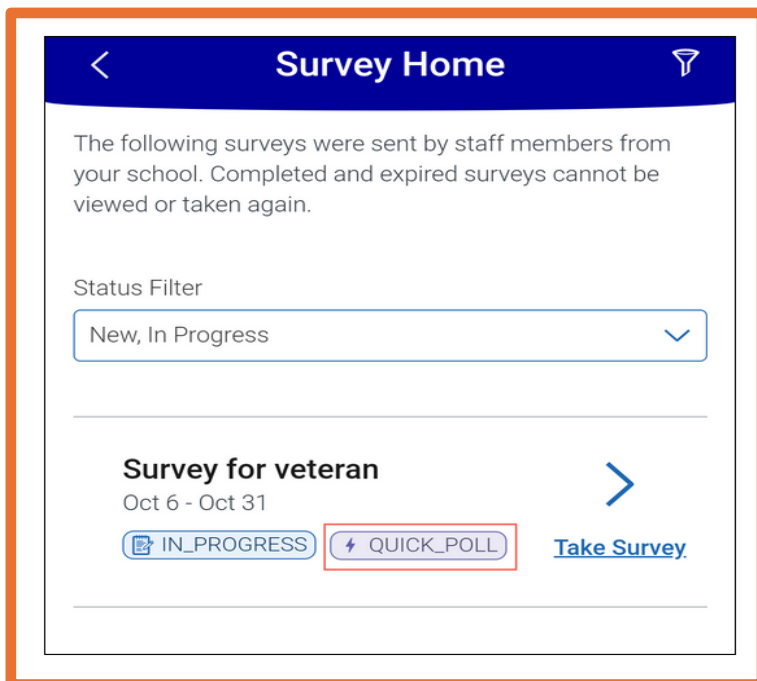 Survey Home
The following surveys were sent by staff members from
your school. Completed and expired surveys cannot be
viewed or taken again.
Status Filter
New, In Progress
Survey for veteran
Oct 6 - Oct 31
IN_PROGRESS QUICK_POLL Take Survey